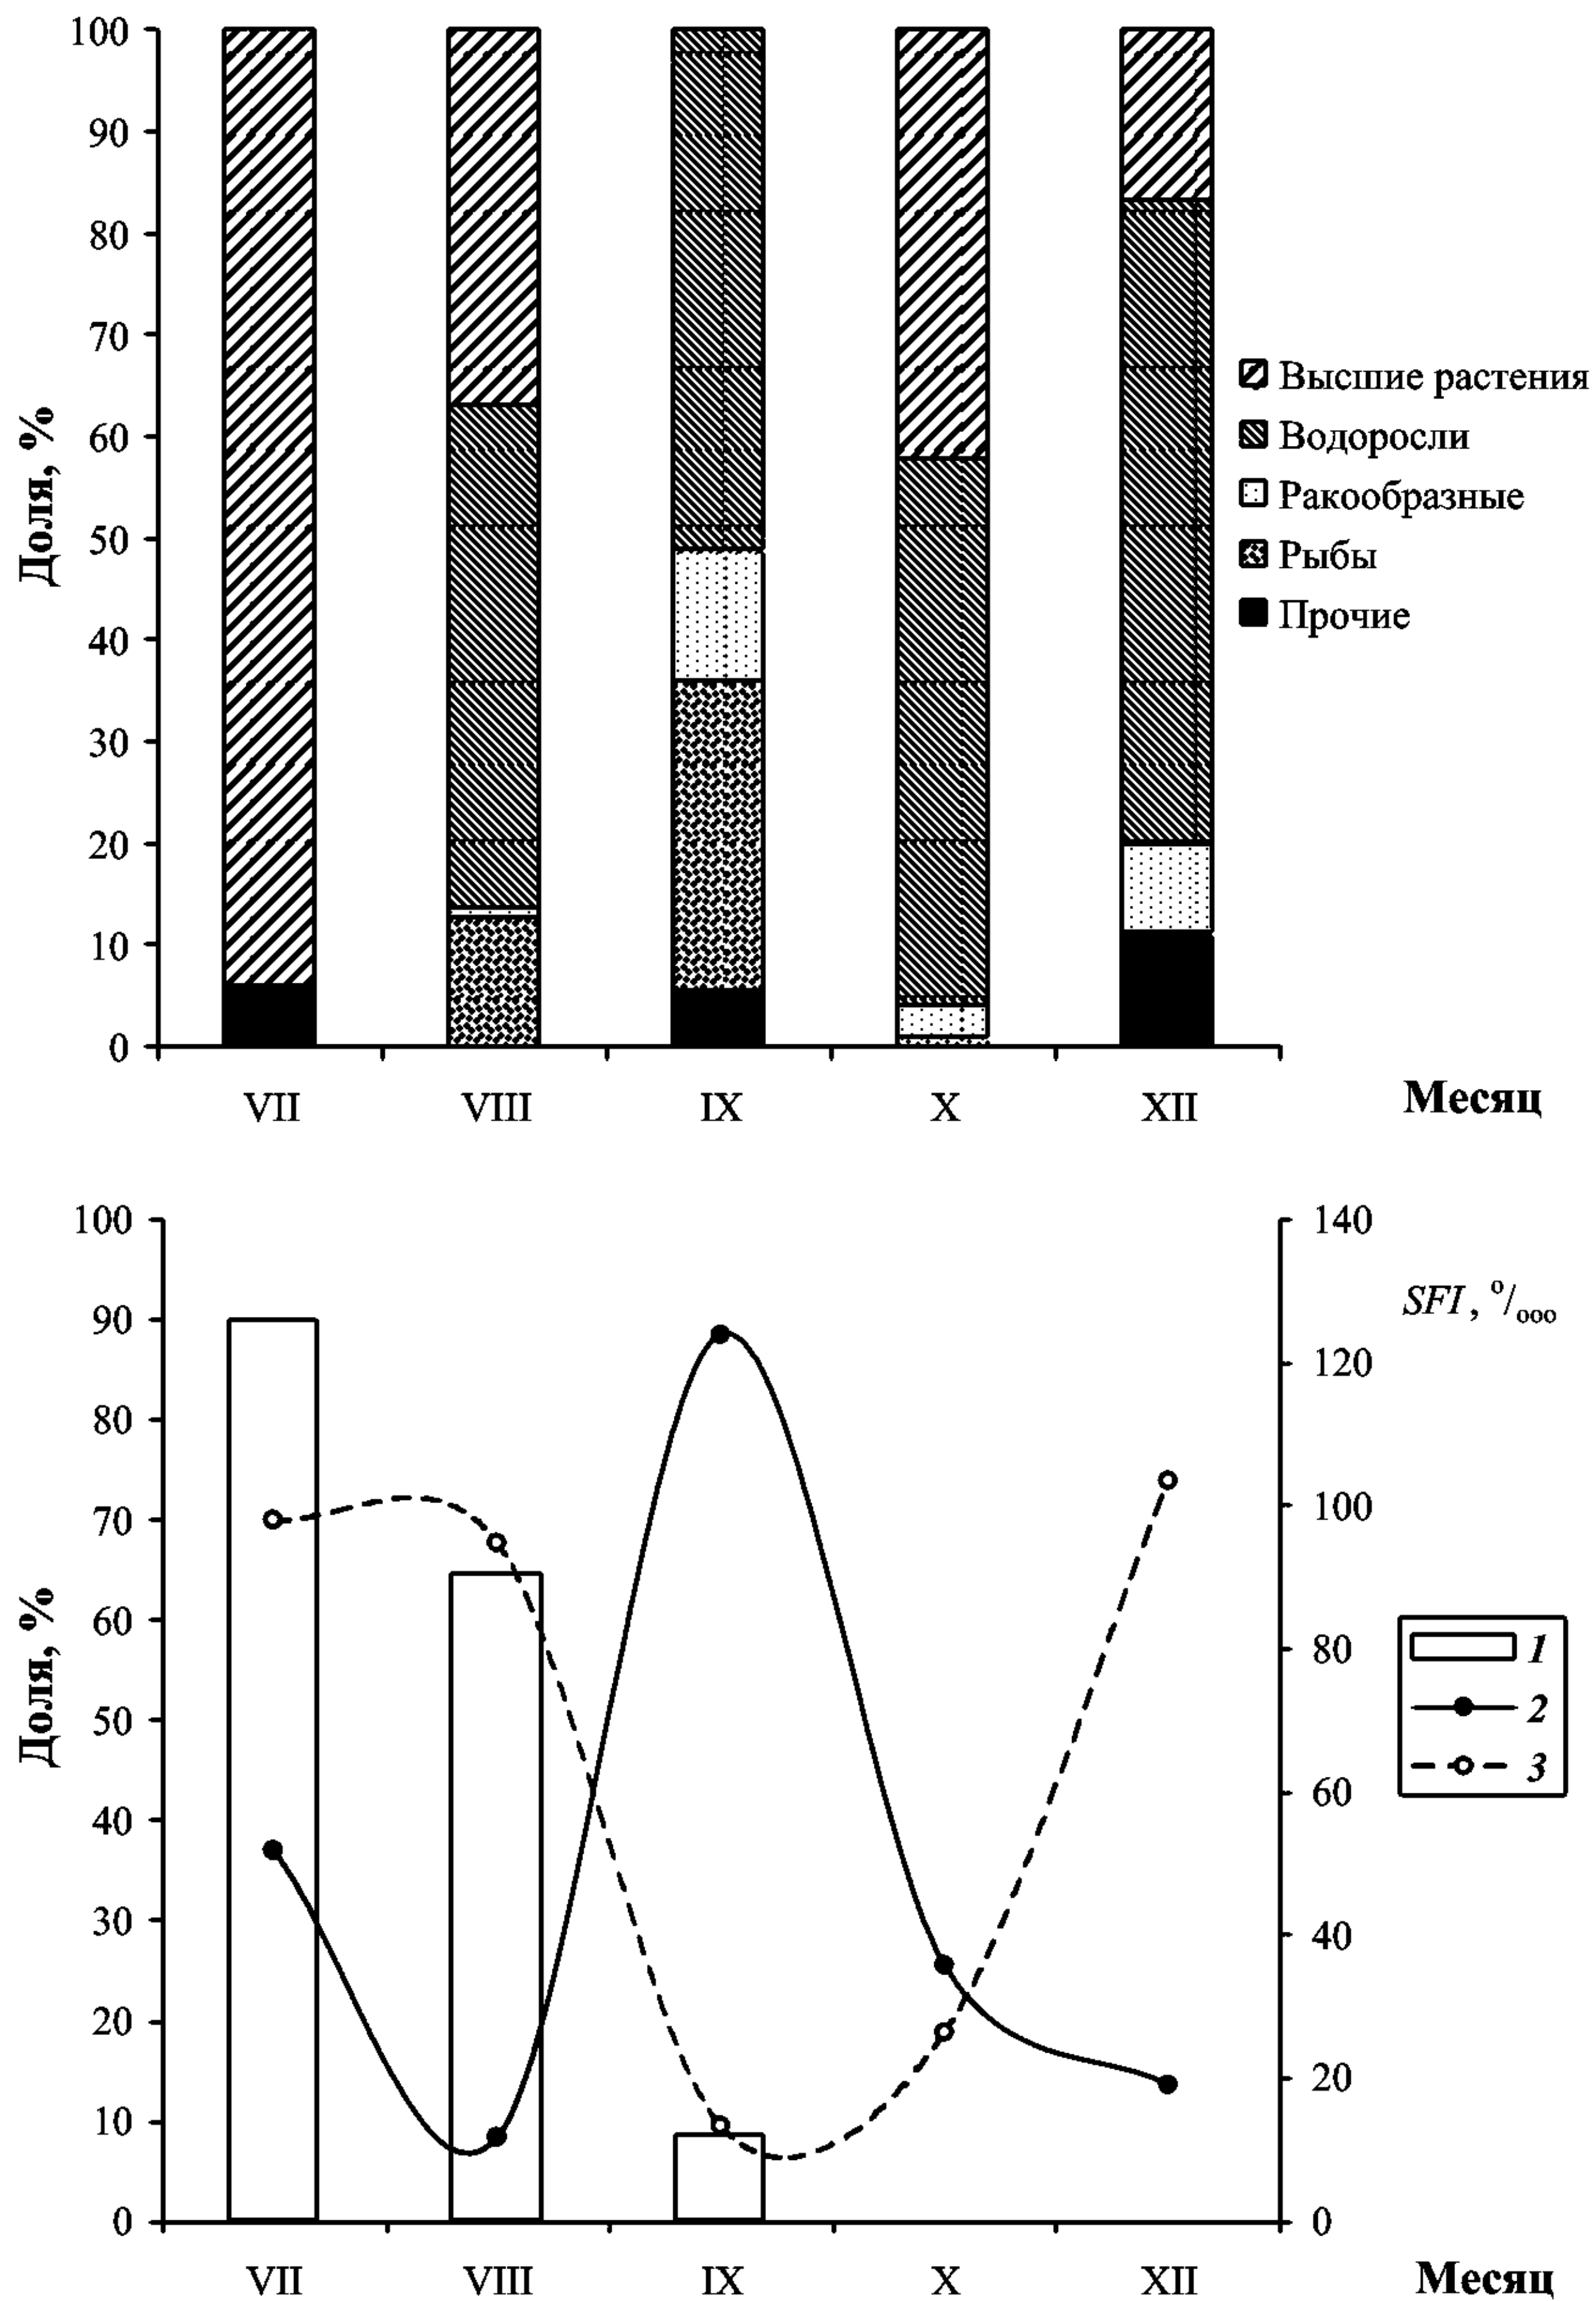 100
90
80
70
60
50
40
30
20
10
0
Доля, %
VII VIII IX X XII
Месяц
Высшие растения
Водоросли
Ракообразные
Рыбы
Прочие
100
90
80
70
60
50
40
30
20
10
0
Доля, %
140
120
100
80
60
40
20
0
SFI, º/ₒₒₒ
1
2
3
VII VIII IX X XII
Месяц